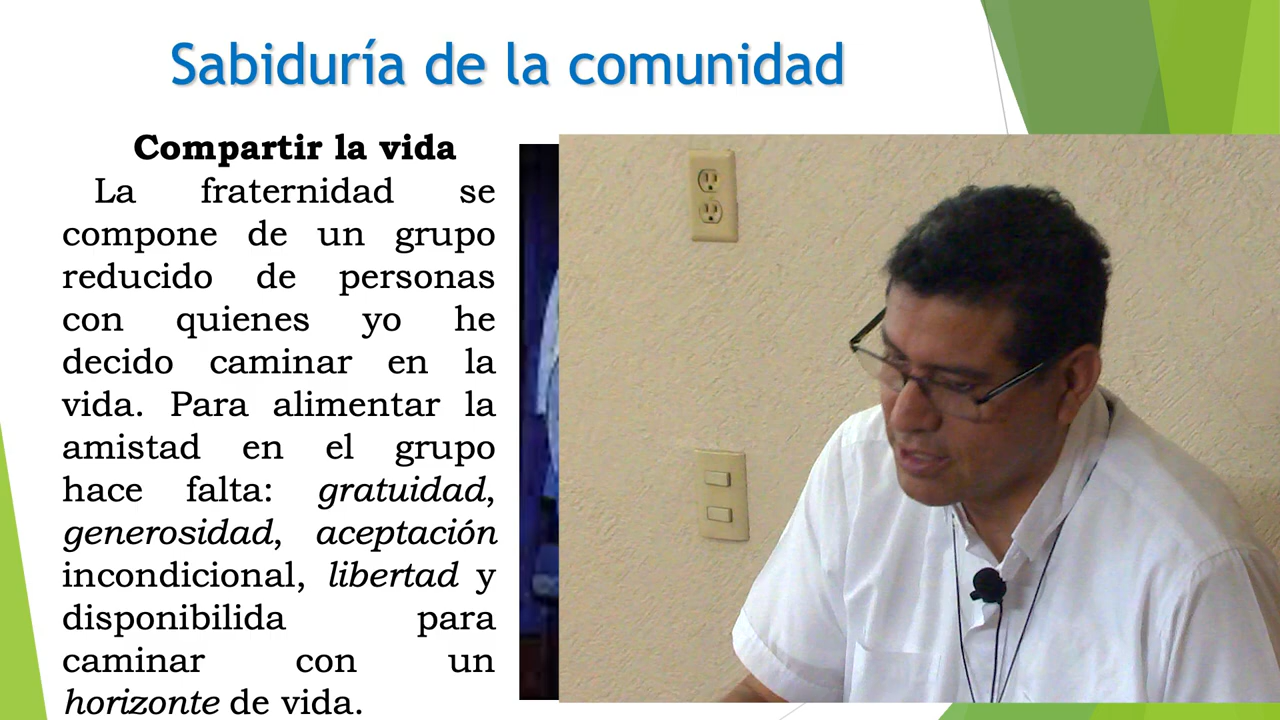 Sabiduría de la comunidad
Compartir la vida
La fraternidad se
compone de un grupo
reducido de personas
con quienes yo he
decido caminar en la
vida. Para alimentar la
amistad en el grupo
hace falta: gratuidad,
generosidad, aceptación
incondicional, libertad y
disponibilida para
caminar con un
horizonte de vida.